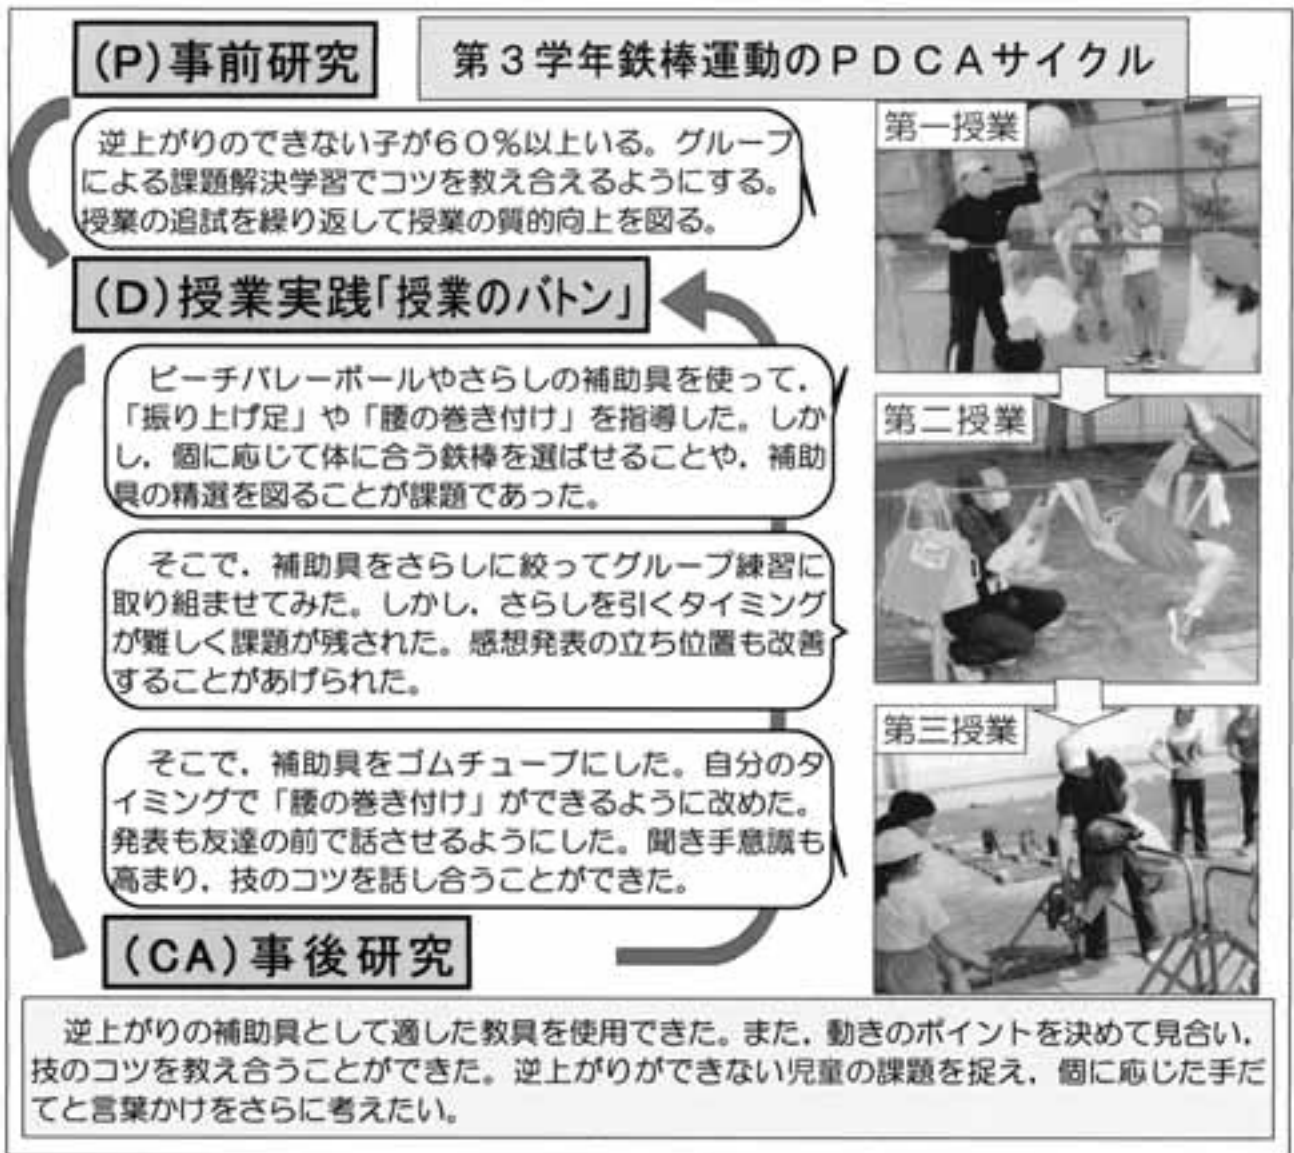 (P)事前研究
第3学年鉄棒運動のPDCAサイクル
逆上がりのできない子が60%以上いる。グループ
による課題解決学習でコツを教え合えるようにする。
授業の追試を繰り返して授業の質的向上を図る。
第一授業
(D)授業実践「授業のバトン」
ビーチバレーボールやさらしの補助具を使って，
「振り上げ足」や「腰の巻き付け」を指導した。しか
し，個に応じて体に合う鉄棒を選ばせることや，補助
具の精選を図ることが課題であった。
第二授業
そこで，補助具をさらしに絞ってグループ練習に
取り組ませてみた。しかし，さらしを引くタイミング
が難しく課題が残された。感想発表の立ち位置も改善
することがあげられた。
第三授業
そこで，補助具をゴムチューブにした。自分のタ
イミングで「腰の巻き付け」ができるように改めた。
発表も友達の前で話させるようにした。聞き手意識も
高まり，技のコツを話し合うことができた。
(CA)事後研究
逆上がりの補助具として適した教具を使用できた。また，動きのポイントを決めて見合い，
技のコツを教え合うことができた。逆上がりができない児童の課題を捉え，個に応じた手だ
てと言葉かけをさらに考えたい。